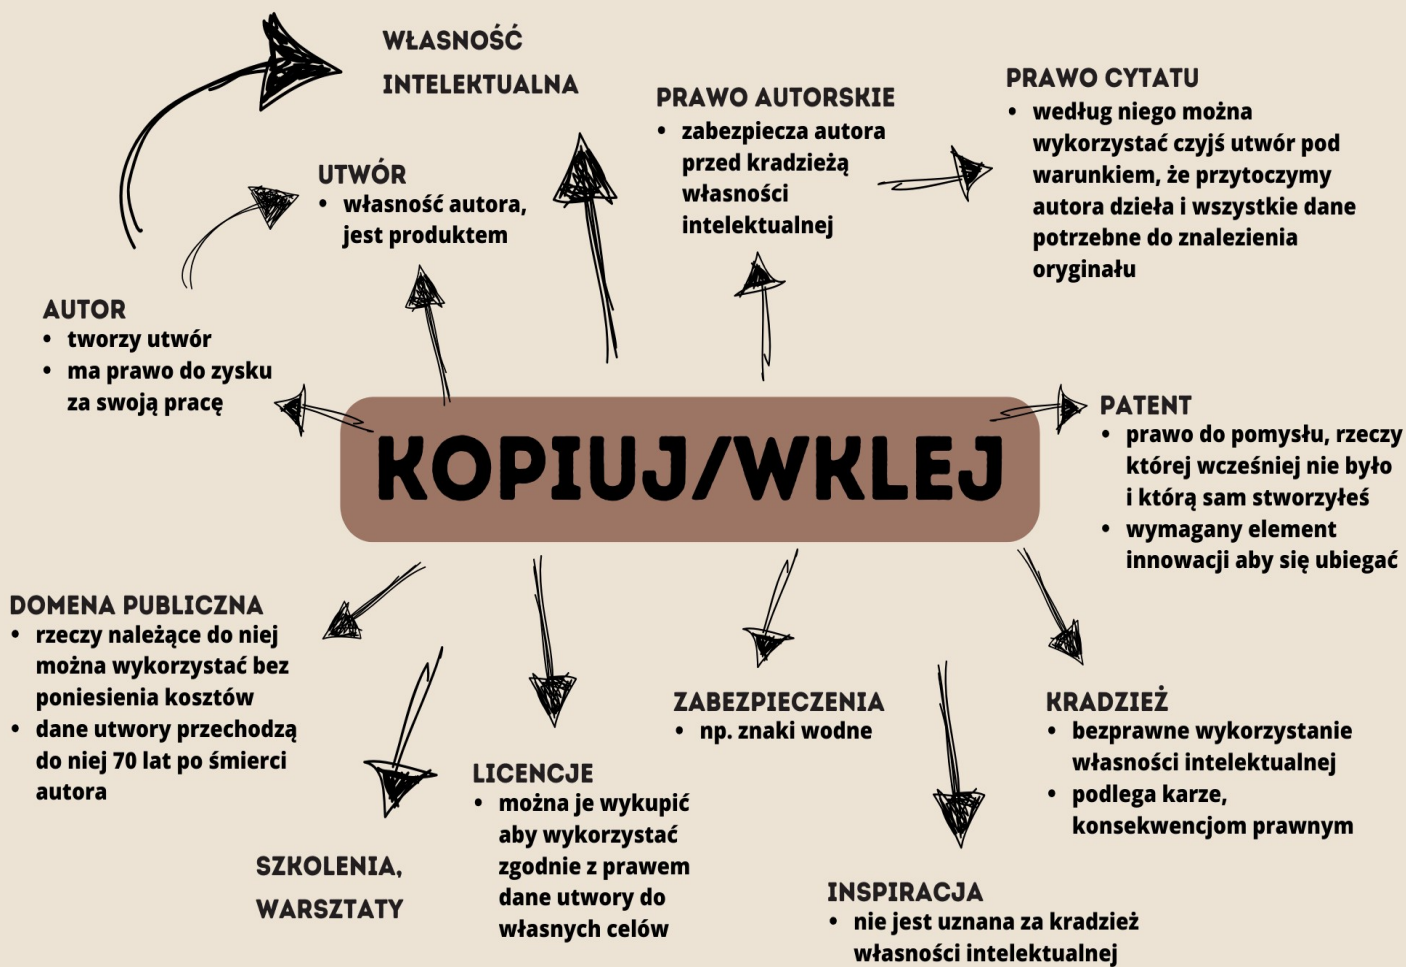 WŁASNOŚĆ
INTELEKTUALNA
PRAWO AUTORSKIE
• zabezpiecza autora
przed kradzieżą
własności
intelektualnej
PRAWO CYTATU
• według niego można
wykorzystać czyjś utwór pod
warunkiem, że przytoczymy
autora dzieła i wszystkie dane
potrzebne do znalezienia
oryginału
UTWÓR
• własność autora,
jest produktem
AUTOR
• tworzy utwór
• ma prawo do zysku
za swoją pracę
KOPIUJ/WKLEJ
PATENT
• prawo do pomysłu, rzeczy
której wcześniej nie było
i którą sam stworzyłeś
• wymagany element
innowacji aby się ubiegać
DOMENA PUBLICZNA
• rzeczy należące do niej
można wykorzystać bez
poniesienia kosztów
• dane utwory przechodzą
do niej 70 lat po śmierci
autora
SZKOLENIA,
WARSZTATY
LICENCJE
• można je wykupić
aby wykorzystać
zgodnie z prawem
dane utwory do
własnych celów
ZABEZPIECZENIA
• np. znaki wodne
INSPIRACJA
• nie jest uznana za kradzież
własności intelektualnej
KRADZIEŻ
• bezprawne wykorzystanie
własności intelektualnej
• podlega karze,
konsekwencjom prawnym